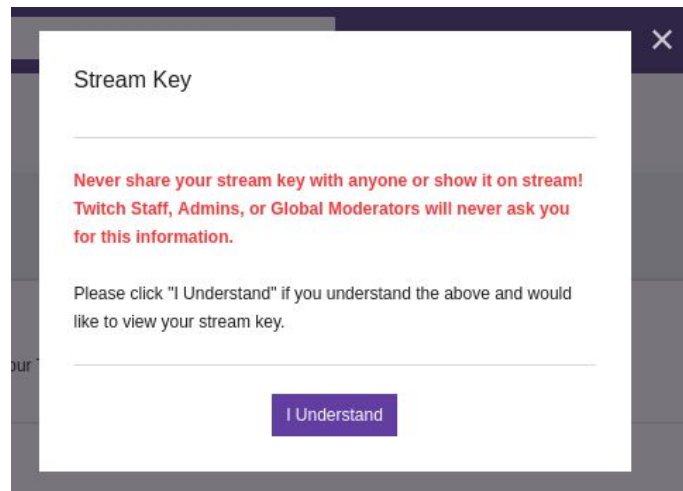 Stream Key
Never share your stream key with anyone or show it on stream!
Twitch Staff, Admins, or Global Moderators will never ask you
for this information.
Please click "I Understand" if you understand the above and would
like to view your stream key.
I Understand